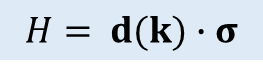 H = d(k) · σ